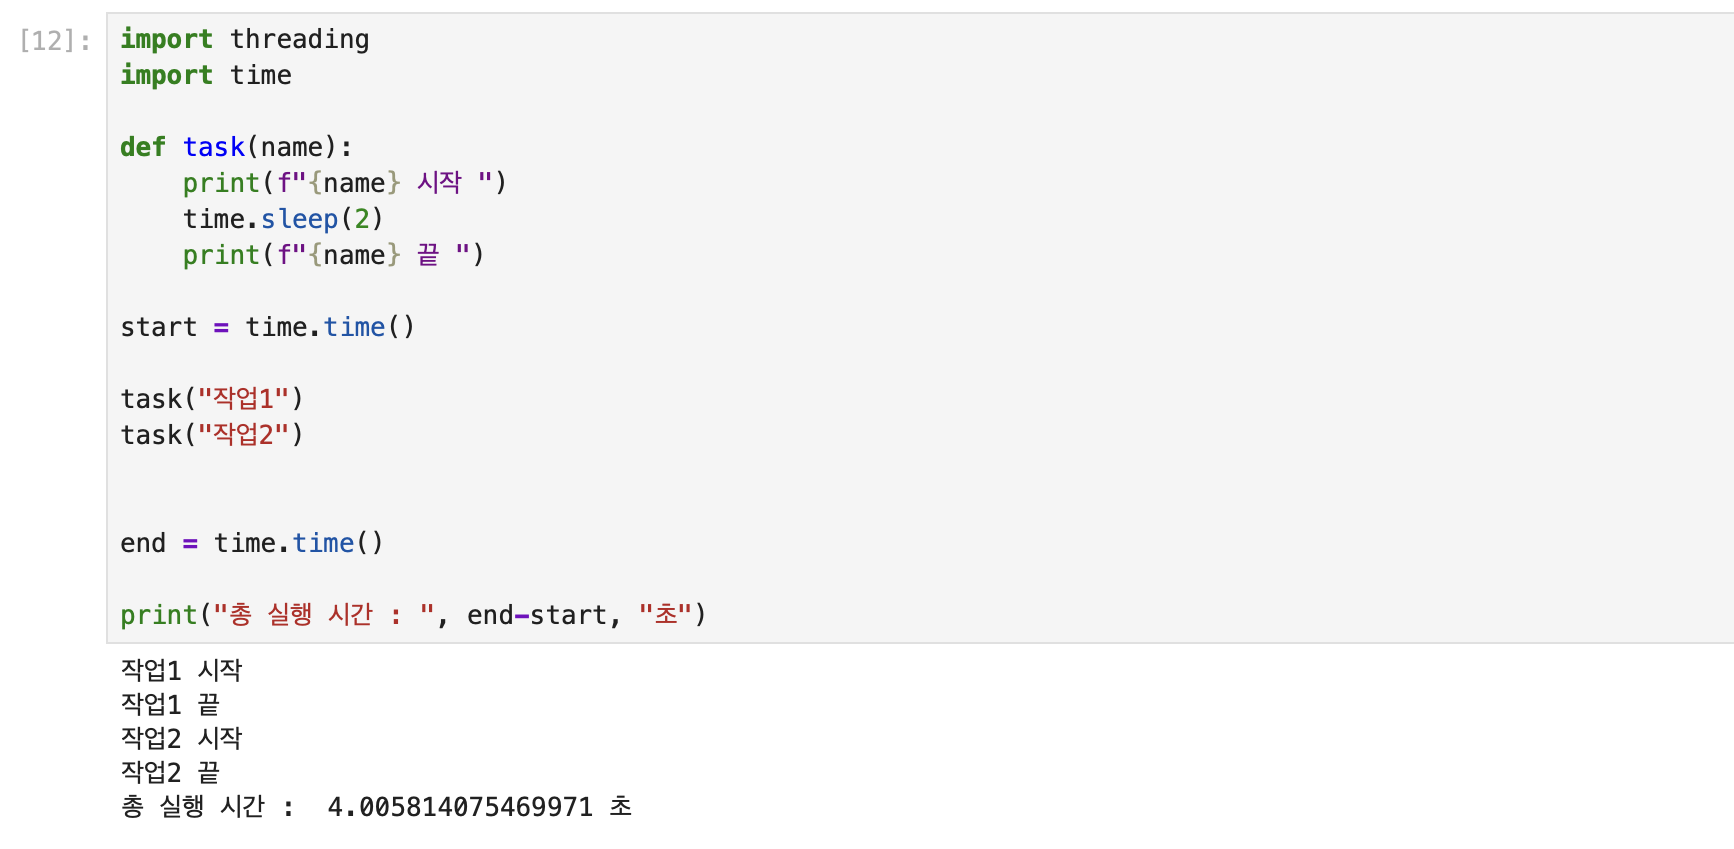 [12]:
import threading
import time
def task(name):
    print(f"{name} 시작 ")
    time.sleep(2)
    print(f"{name} 끝 ")
start = time.time()
task("작업1")
task("작업2")
end = time.time()
print("총 실행 시간 : ", end-start, "초")
작업1 시작
작업1 끝
작업2 시작
작업2 끝
총 실행 시간 :  4.005814075469971 초